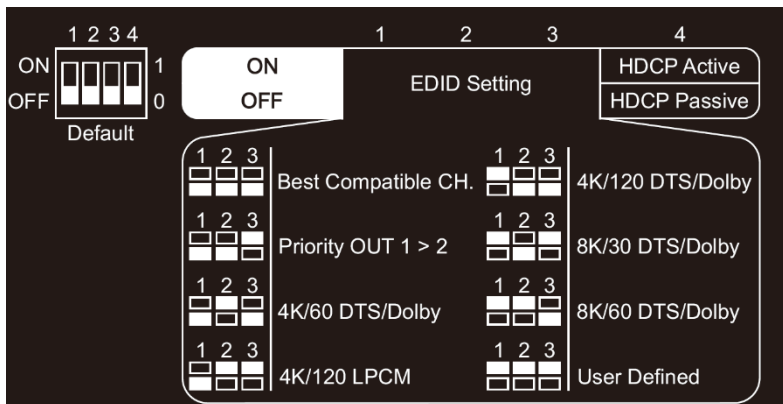 1 2 3 4
ON 1
OFF 0
Default
1 2 3 4
ON EDID Setting HDCP Active
OFF HDCP Passive
1 2 3
Best Compatible CH.
1 2 3
4K/120 DTS/Dolby
1 2 3
Priority OUT 1 > 2
1 2 3
8K/30 DTS/Dolby
1 2 3
4K/60 DTS/Dolby
1 2 3
8K/60 DTS/Dolby
1 2 3
4K/120 LPCM
1 2 3
User Defined